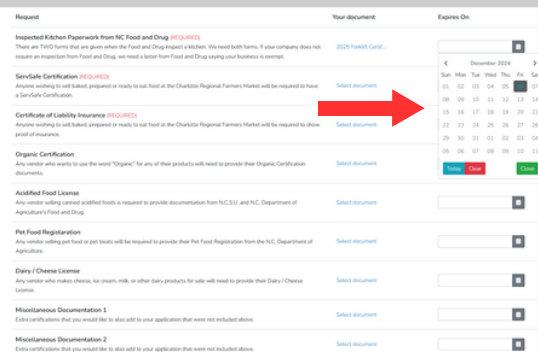 Request Your document Expires On
Inspected Kitchen Paperwork from NC Food and Drug (REQUIRED)
There are TWO forms that are given when the Food and Drug inspect a kitchen. We need both forms. If your company does not
require an inspection from Food and Drug, we need a letter from Food and Drug saying your business is exempt.
2025 Forklift Certif...
ServSafe Certification (REQUIRED)
Anyone wishing to sell baked, prepared or ready to eat food at the Charlotte Regional Farmers Market will be required to have
a ServSafe Certification.
Select document
Certificate of Liability Insurance (REQUIRED)
Anyone wishing to sell baked, prepared or ready to eat food at the Charlotte Regional Farmers Market will be required to show
proof of insurance.
Select document
Organic Certification
Any vendor who wants to use the word "Organic" for any of their products will need to provide their Organic Certification
documents.
Select document
Acidified Food License
Any vendor selling canned acidified foods is required to provide documentation from N.C.S.U. and N.C. Department of
Agriculture's Food and Drug.
Select document
Pet Food Registaration
Any vendor selling pet food or pet treats will be required to provide their Pet Food Registration from the N.C. Department of
Agriculture.
Select document
Dairy / Cheese License
Any vendor who makes cheese, ice cream, milk, or other dairy products for sale will need to provide their Dairy / Cheese
License.
Select document
Miscellaneous Documentation 1
Extra certifications that you would like to also add to your application that were not included above
Select document
Miscellaneous Documentation 2
Extra certifications that you would like to also add to your application that were not included above
Select document
December 2024
Sun Mon Tue Wed Thu Fri Sa
01 02 03 04 05 07
08 09 10 11 12 13 14
15 16 17 18 19 20 21
22 23 24 25 26 27 28
29 30 31 01 02 03 04
05 06 07 08 09 10 11
Today Clear Close